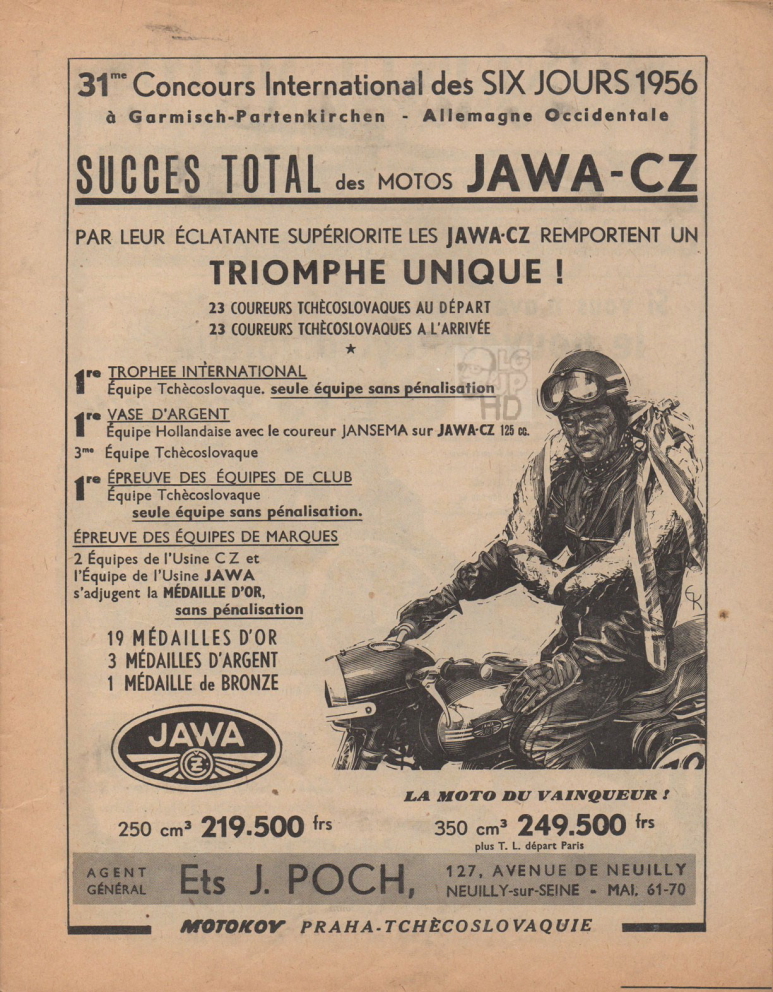 31me Concours International des SIX JOURS 1956
à Garmisch-Partenkirchen - Allemagne Occidentale
SUCCES TOTAL des MOTOS JAWA-CZ
PAR LEUR ÉCLATANTE SUPÉRIORITE LES JAWA-CZ REMPORTENT UN
TRIOMPHE UNIQUE !
23 COUREURS TCHÈCOSLOVAQUES AU DÉPART
23 COUREURS TCHÈCOSLOVAQUES A L'ARRIVÉE
1re TROPHEE INTERNATIONAL
Équipe Tchècoslovaque. seule équipe sans pénalisation
1re VASE D'ARGENT
Équipe Hollandaise avec le coureur JANSEMA sur JAWA-CZ 125 cc.
3me Équipe Tchècoslovaque
1re ÉPREUVE DES ÉQUIPES DE CLUB
Équipe Tchècoslovaque
seule équipe sans pénalisation.
ÉPREUVE DES ÉQUIPES DE MARQUES
2 Équipes de l'Usine CZ et
l'Équipe de l'Usine JAWA
s'adjugent la MÉDAILLE D'OR,
sans pénalisation
19 MÉDAILLES D'OR
3 MÉDAILLES D'ARGENT
1 MÉDAILLE de BRONZE
GK
JAWA
CZ
LA MOTO DU VAINQUEUR !
250 cm³ 219.500 frs
350 cm³ 249.500 frs
plus T. L. départ Paris
AGENT GÉNÉRAL
Ets J. POCH,
127, AVENUE DE NEUILLY
NEUILLY-sur-SEINE - MAI. 61-70
MOTOKOV PRAHA-TCHÈCOSLOVAQUIE